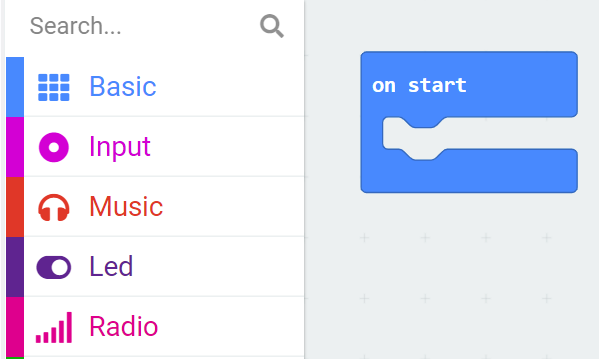 Search...
Basic
Input
Music
Led
Radio
on start